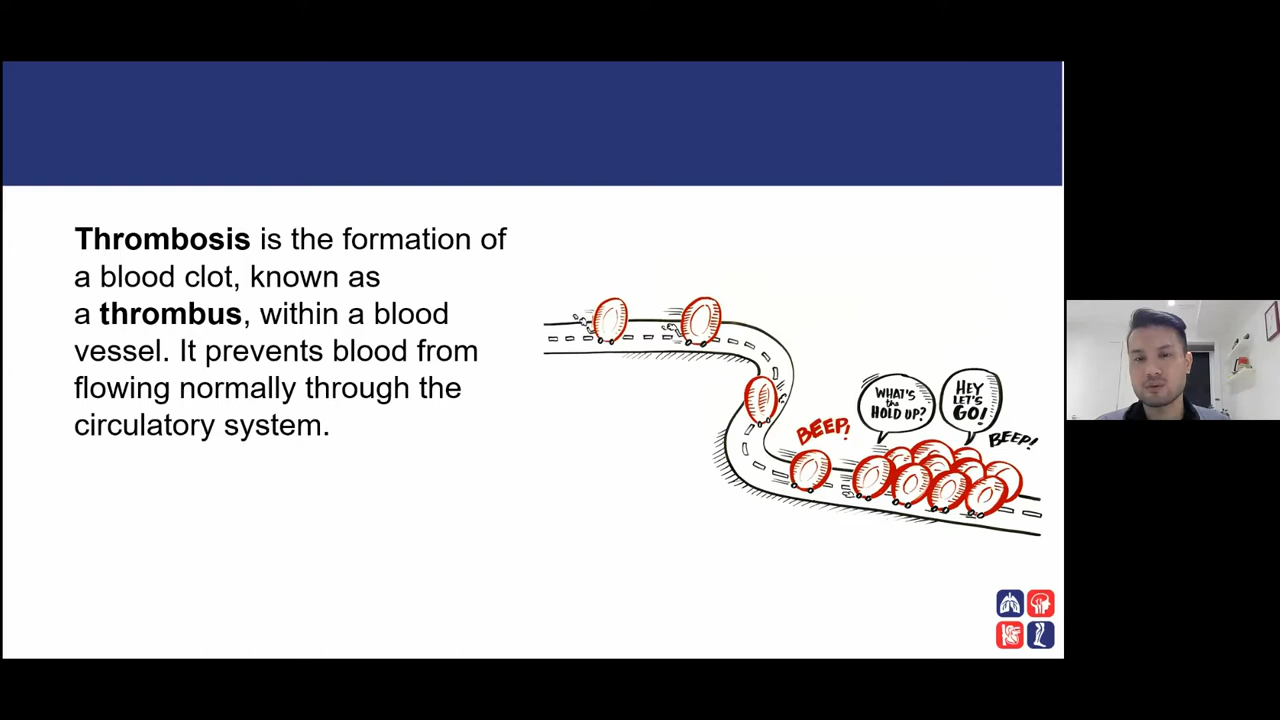 Thrombosis is the formation of
a blood clot, known as
a thrombus, within a blood
vessel. It prevents blood from
flowing normally through the
circulatory system.
WHAT'S
the
HOLD UP?
HEY
LET'S
GO!
BEEP!
BEEP!